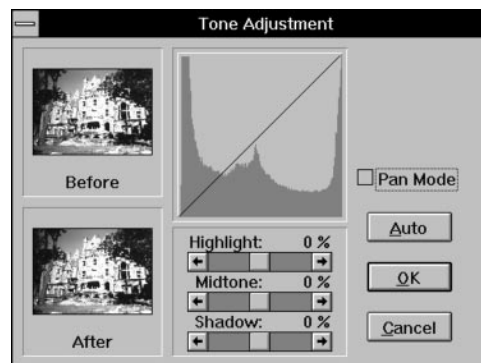 Tone Adjustment
Before
After
Highlight: 0 %
Midtone: 0 %
Shadow: 0 %
Pan Mode
Auto
OK
Cancel